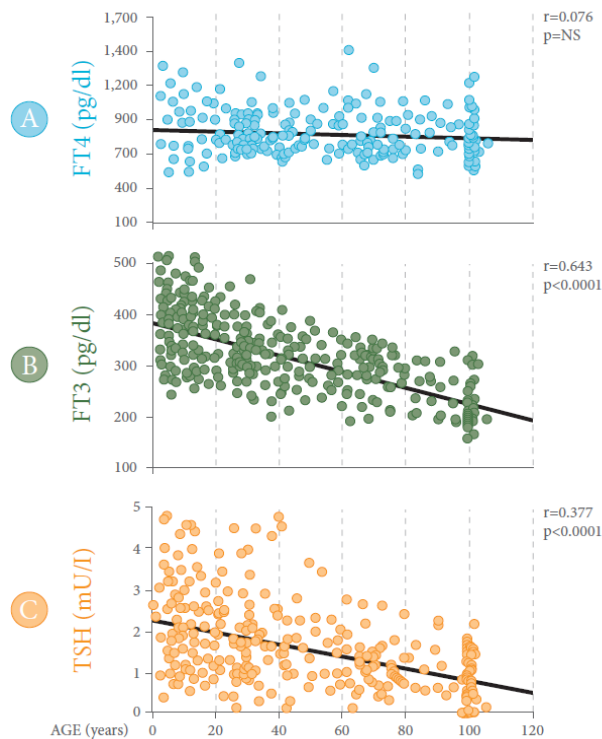 1,700
1,400
1,200
900
700
400
100
A
FT4 (pg/dl)
r=0.076
p=NS
500
400
300
200
100
B
FT3 (pg/dl)
r=0.643
p<0.0001
5
4
3
2
1
0
C
TSH (mU/I)
r=0.377
p<0.0001
AGE (years) 0 20 40 60 80 100 120